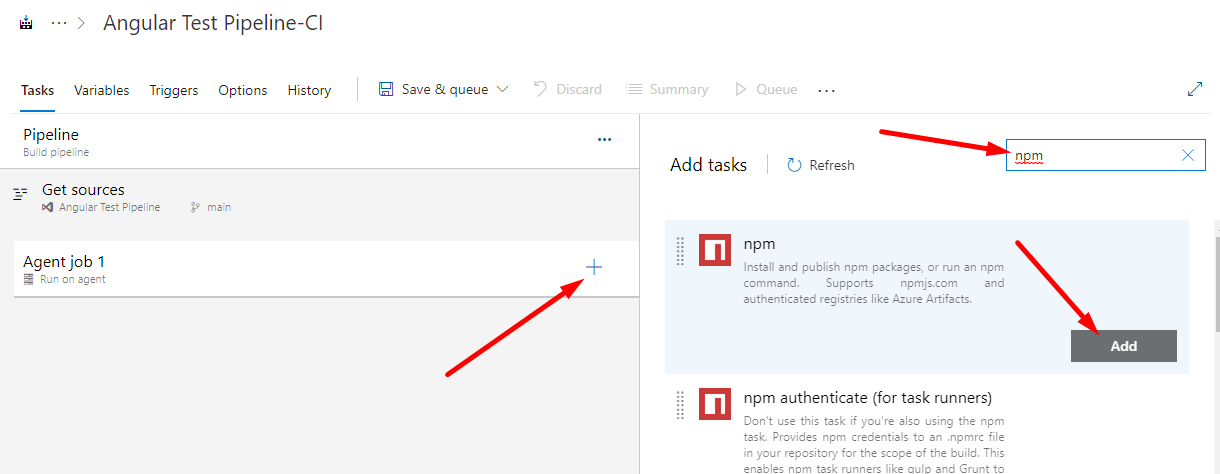 Angular Test Pipeline-CI
Tasks Variables Triggers Options History Save & queue Discard Summary Queue ...
Pipeline
Build pipeline
Get sources
Angular Test Pipeline main
Agent job 1
Run on agent
Add tasks Refresh npm
npm
Install and publish npm packages, or run an npm
command. Supports npmjs.com and
authenticated registries like Azure Artifacts.
Add
npm authenticate (for task runners)
Don't use this task if you're also using the npm
task. Provides npm credentials to an .npmrc file
in your repository for the scope of the build. This
enables npm task runners like gulp and Grunt to